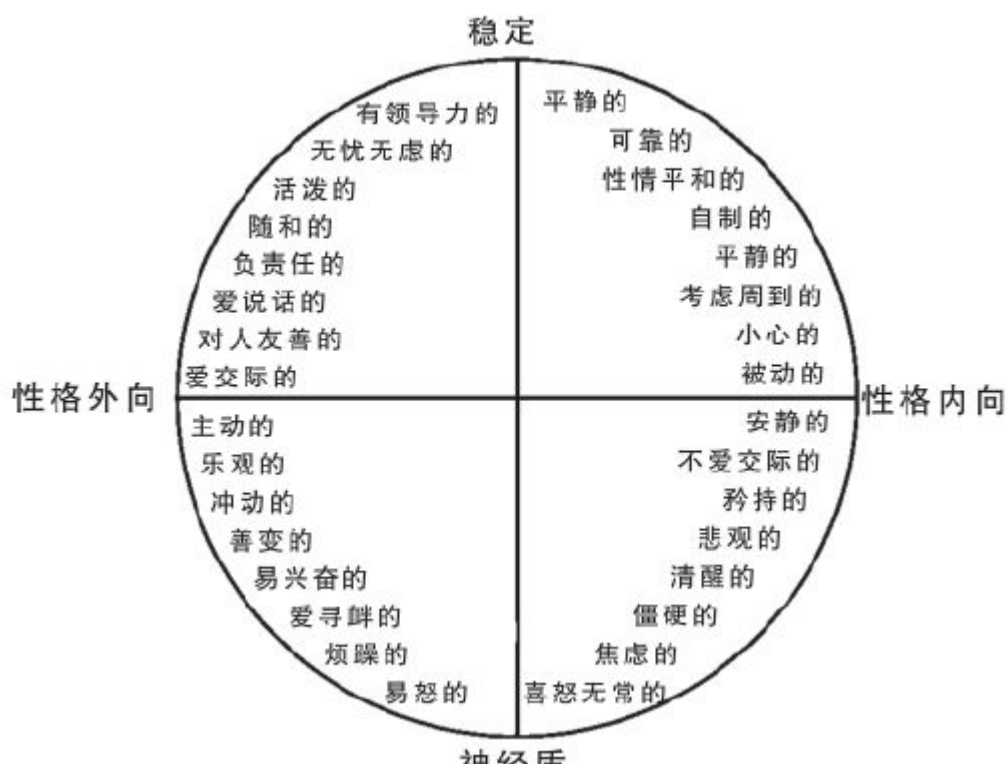 稳定
有领导力的
无忧无虑的
活泼的
随和的
负责任的
爱说话的
对人友善的
爱交际的
平静的
可靠的
性情平和的
自制的
平静的
考虑周到的
小心的
被动的
性格外向
性格内向
主动的
乐观的
冲动的
善变的
易兴奋的
爱寻衅的
烦躁的
易怒的
安静的
不爱交际的
矜持的
悲观的
清醒的
僵硬的
焦虑的
喜怒无常的
神经质